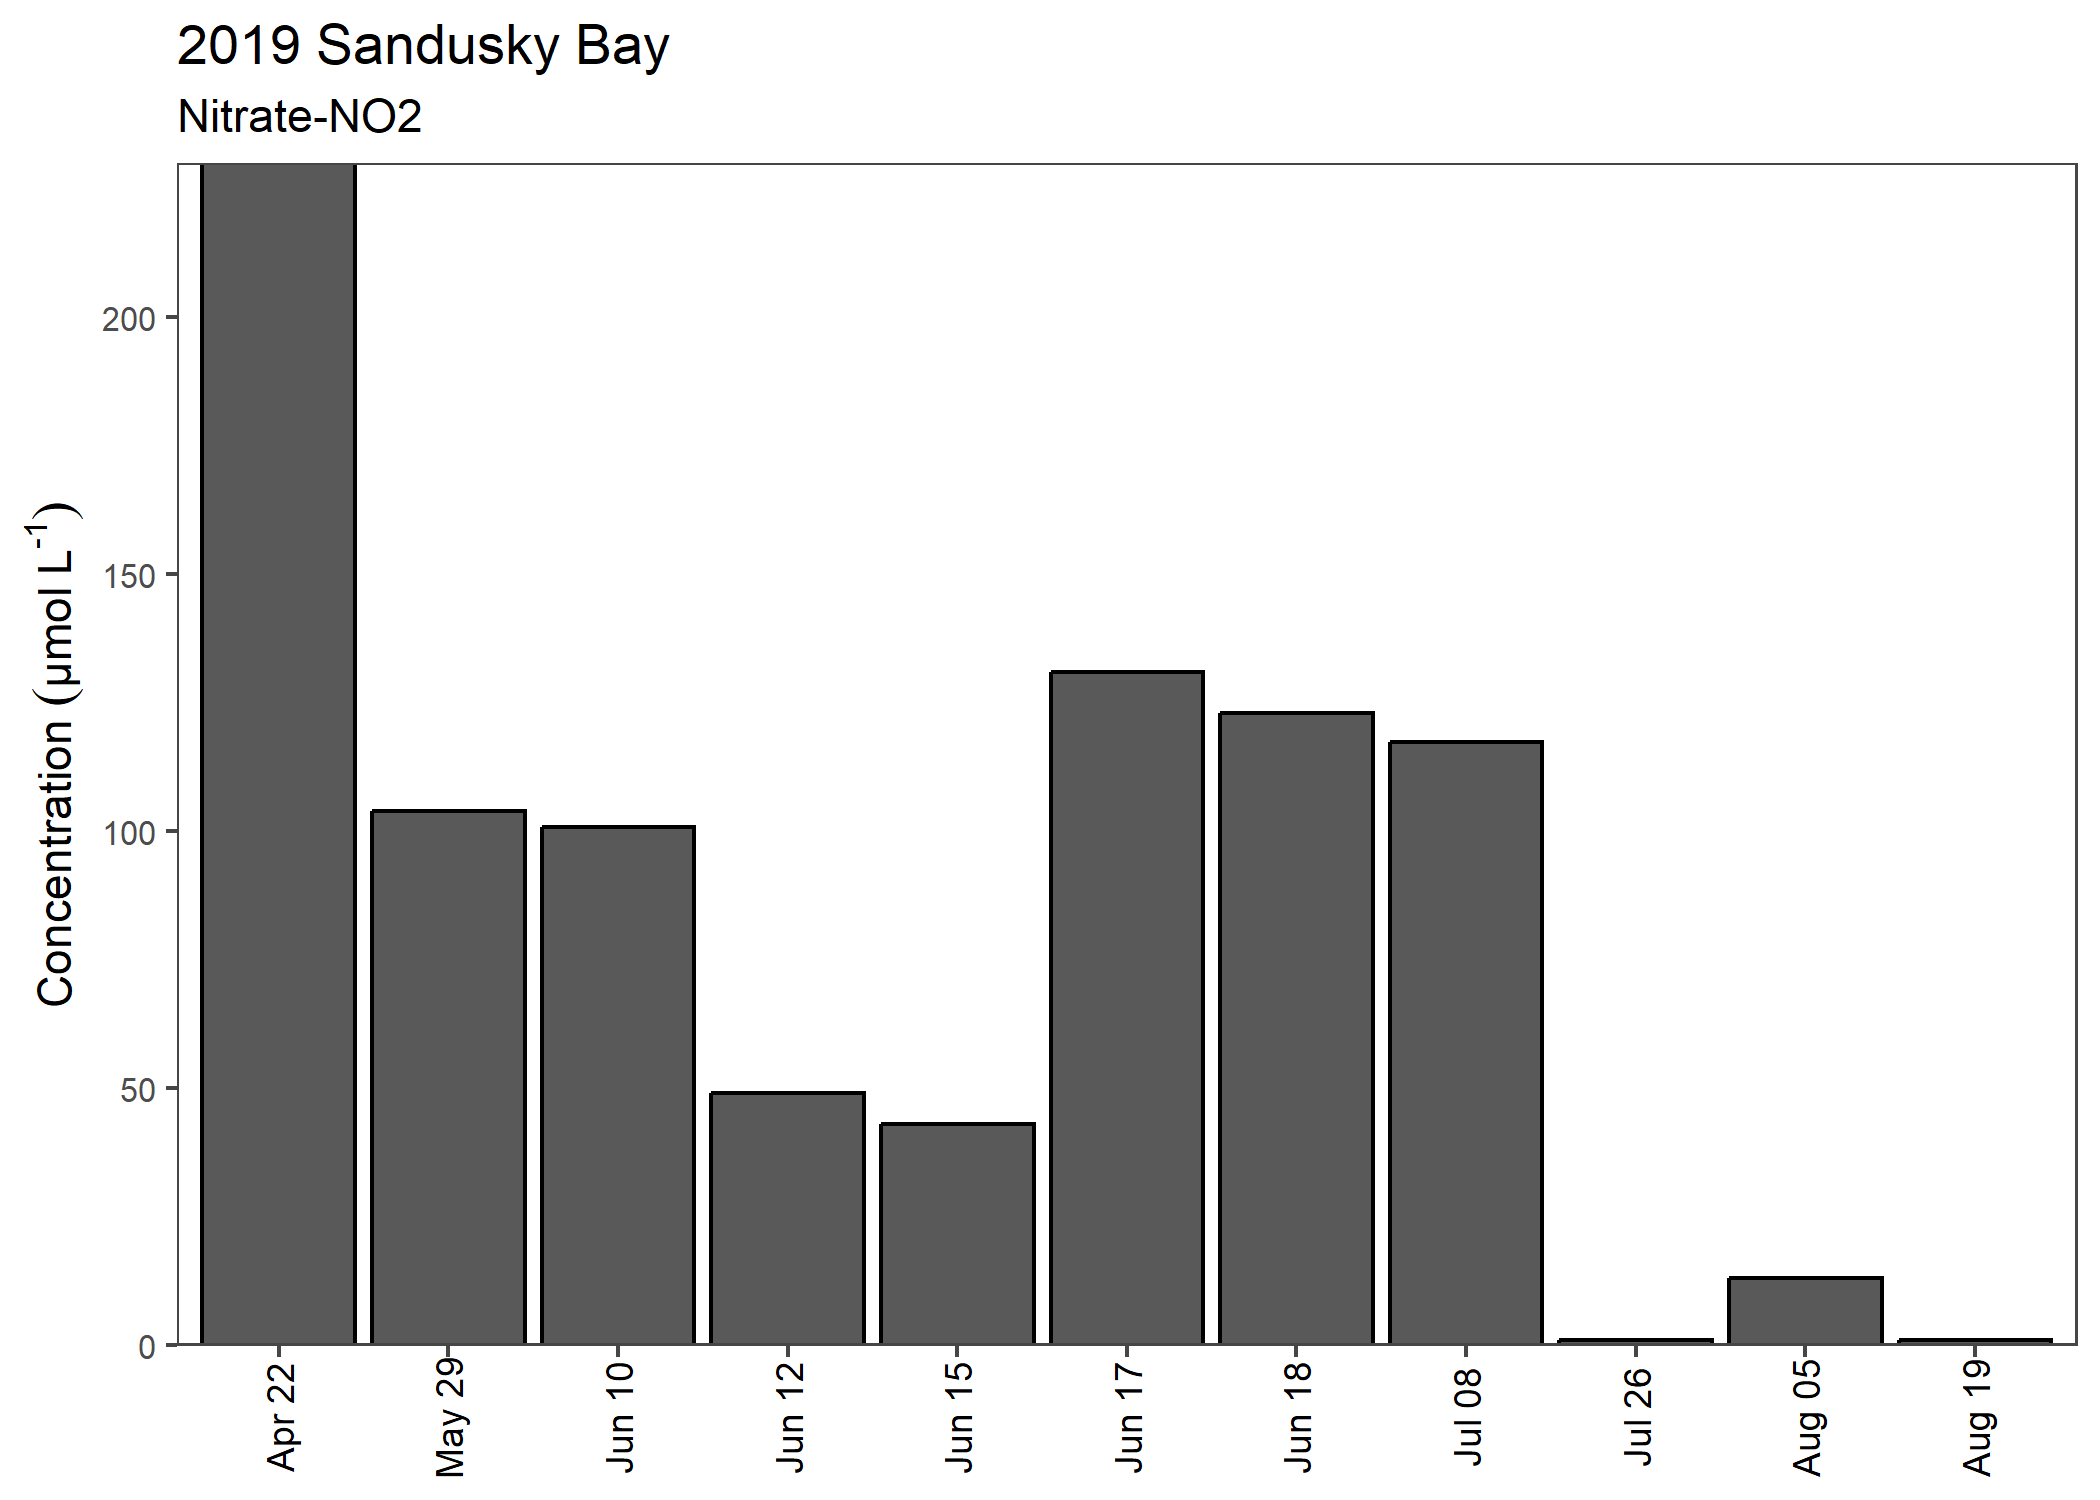 2019 Sandusky Bay
Nitrate-NO2
Concentration (μmol L⁻¹)
200
150
100
50
0
Apr 22
May 29
Jun 10
Jun 12
Jun 15
Jun 17
Jun 18
Jul 08
Jul 26
Aug 05
Aug 19